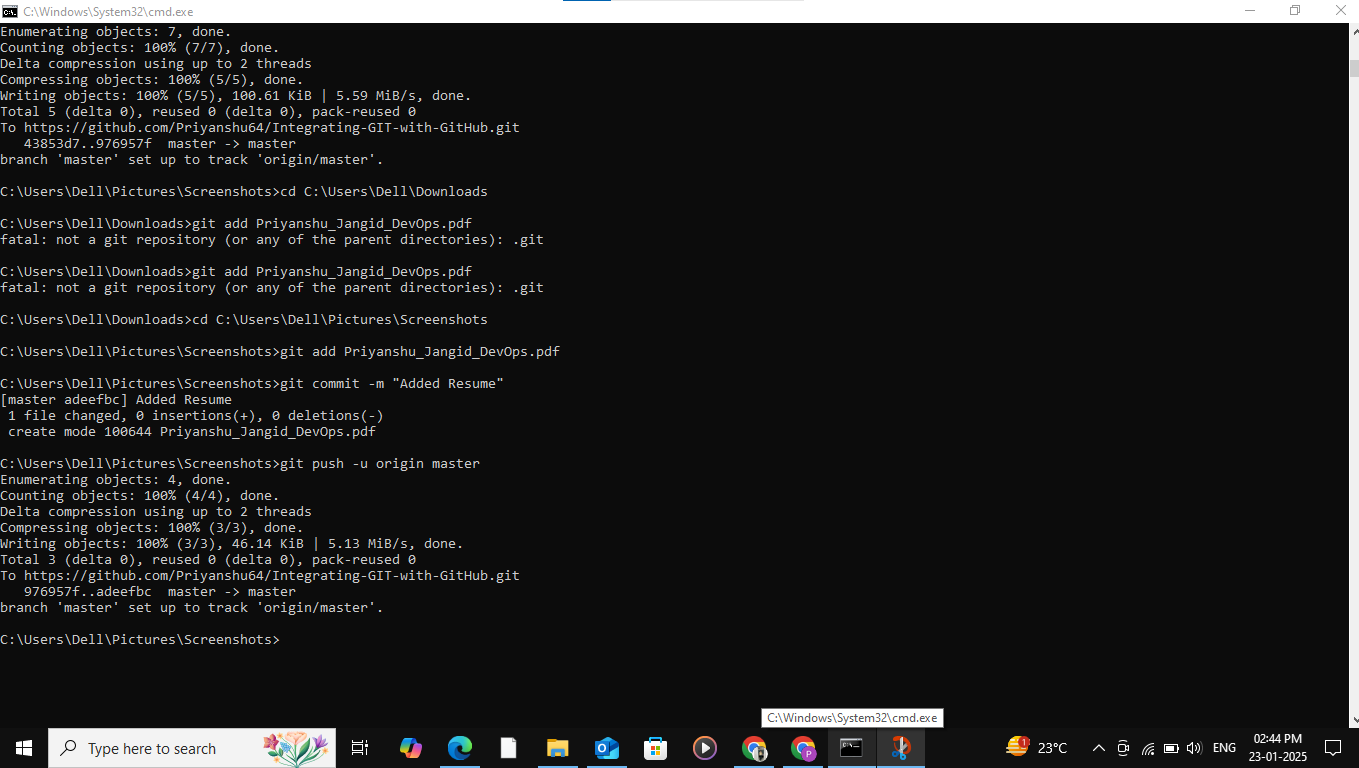 C:\Windows\System32\cmd.exe
Enumerating objects: 7, done.
Counting objects: 100% (7/7), done.
Delta compression using up to 2 threads
Compressing objects: 100% (5/5), done.
Writing objects: 100% (5/5), 100.61 KiB | 5.59 MiB/s, done.
Total 5 (delta 0), reused 0 (delta 0), pack-reused 0
To https://github.com/Priyanshu64/Integrating-GIT-with-GitHub.git
   43853d7..976957f  master -> master
branch 'master' set up to track 'origin/master'.
C:\Users\Dell\Pictures\Screenshots>cd C:\Users\Dell\Downloads
C:\Users\Dell\Downloads>git add Priyanshu_Jangid_DevOps.pdf
fatal: not a git repository (or any of the parent directories): .git
C:\Users\Dell\Downloads>git add Priyanshu_Jangid_DevOps.pdf
fatal: not a git repository (or any of the parent directories): .git
C:\Users\Dell\Downloads>cd C:\Users\Dell\Pictures\Screenshots
C:\Users\Dell\Pictures\Screenshots>git add Priyanshu_Jangid_DevOps.pdf
C:\Users\Dell\Pictures\Screenshots>git commit -m "Added Resume"
[master adeefbc] Added Resume
 1 file changed, 0 insertions(+), 0 deletions(-)
 create mode 100644 Priyanshu_Jangid_DevOps.pdf
C:\Users\Dell\Pictures\Screenshots>git push -u origin master
Enumerating objects: 4, done.
Counting objects: 100% (4/4), done.
Delta compression using up to 2 threads
Compressing objects: 100% (3/3), done.
Writing objects: 100% (3/3), 46.14 KiB | 5.13 MiB/s, done.
Total 3 (delta 0), reused 0 (delta 0), pack-reused 0
To https://github.com/Priyanshu64/Integrating-GIT-with-GitHub.git
   976957f..adeefbc  master -> master
branch 'master' set up to track 'origin/master'.
C:\Users\Dell\Pictures\Screenshots>
C:\Windows\System32\cmd.exe
Type here to search
P
1
23°C
ENG
02:44 PM
23-01-2025